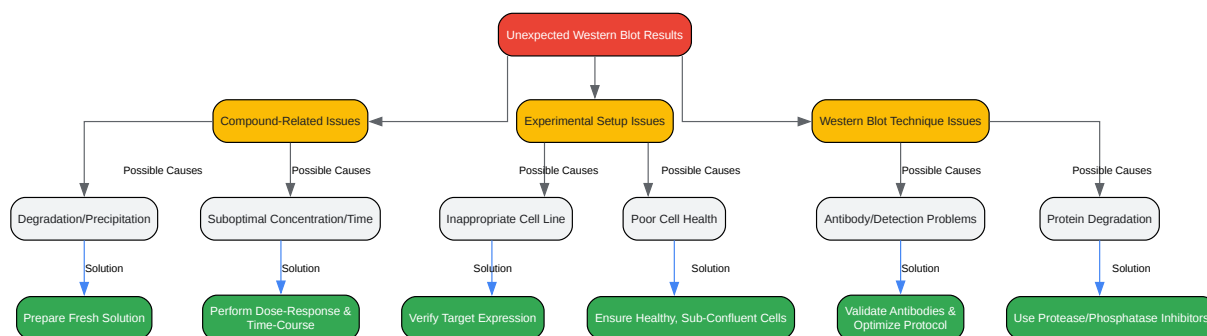 Unexpected Western Blot Results
Compound-Related Issues
Experimental Setup Issues
Western Blot Technique Issues
Possible Causes
Possible Causes
Possible Causes
Possible Causes
Possible Causes
Possible Causes
Degradation/Precipitation
Suboptimal Concentration/Time
Inappropriate Cell Line
Poor Cell Health
Antibody/Detection Problems
Protein Degradation
Solution
Solution
Solution
Solution
Solution
Solution
Prepare Fresh Solution
Perform Dose-Response &
Time-Course
Verify Target Expression
Ensure Healthy, Sub-Confluent Cells
Validate Antibodies &
Optimize Protocol
Use Protease/Phosphatase Inhibitors